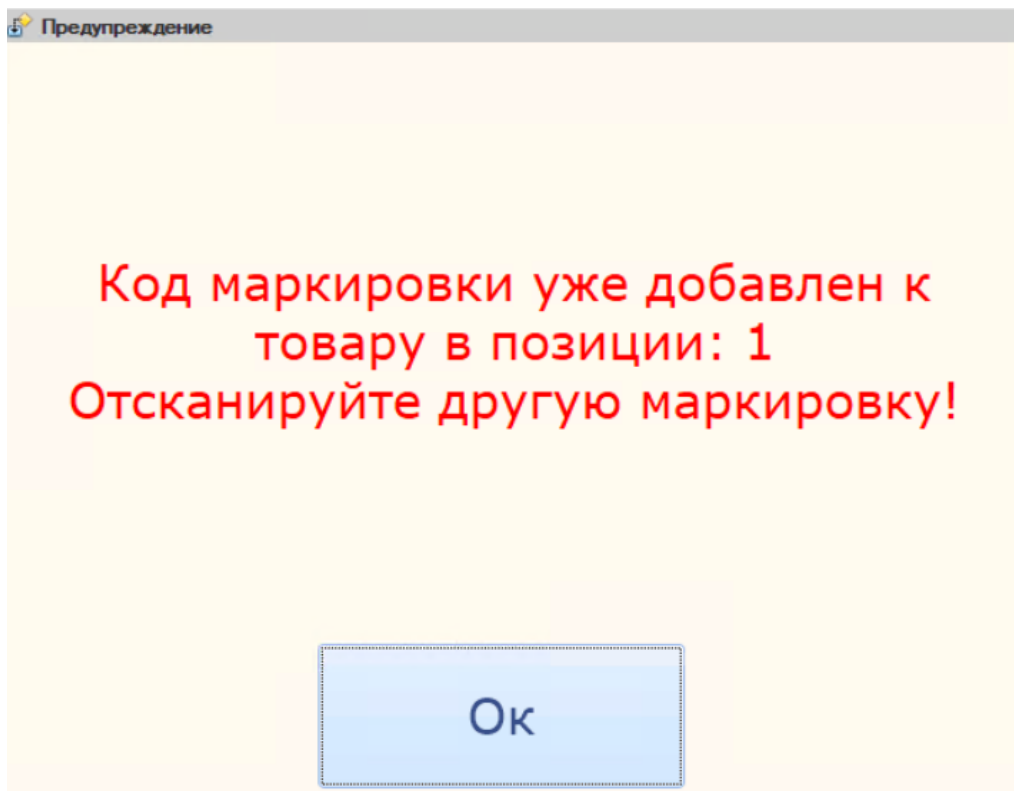 Предупреждение
Код маркировки уже добавлен к
товару в позиции: 1
Отсканируйте другую маркировку!
Ок